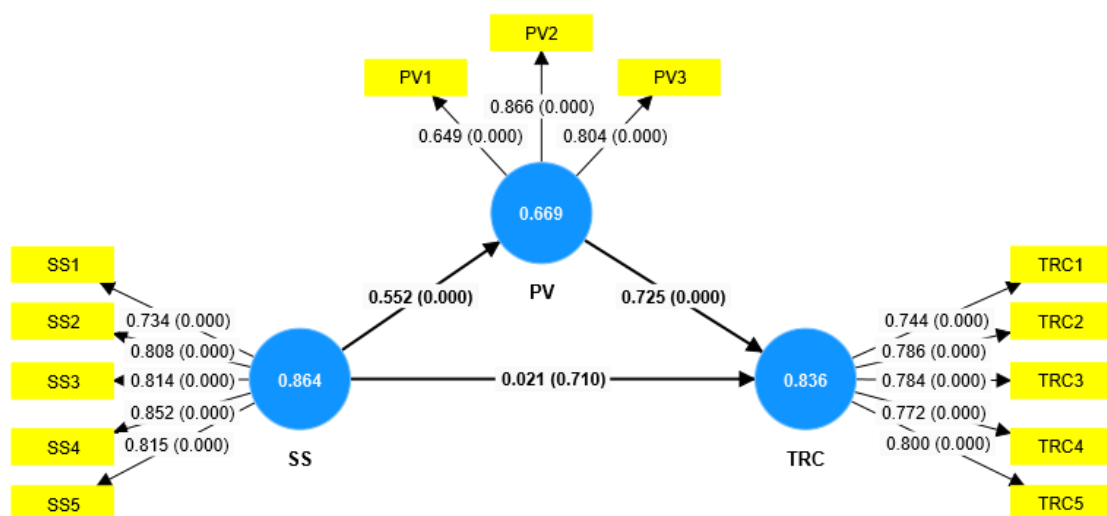 PV2
PV1
PV3
0.866 (0.000)
0.649 (0.000)
0.804 (0.000)
0.669
PV
SS1
SS2
SS3
SS4
SS5
0.734 (0.000)
0.808 (0.000)
0.814 (0.000)
0.852 (0.000)
0.815 (0.000)
0.864
SS
0.552 (0.000)
0.725 (0.000)
0.021 (0.710)
0.836
TRC
0.744 (0.000)
0.786 (0.000)
0.784 (0.000)
0.772 (0.000)
0.800 (0.000)
TRC1
TRC2
TRC3
TRC4
TRC5